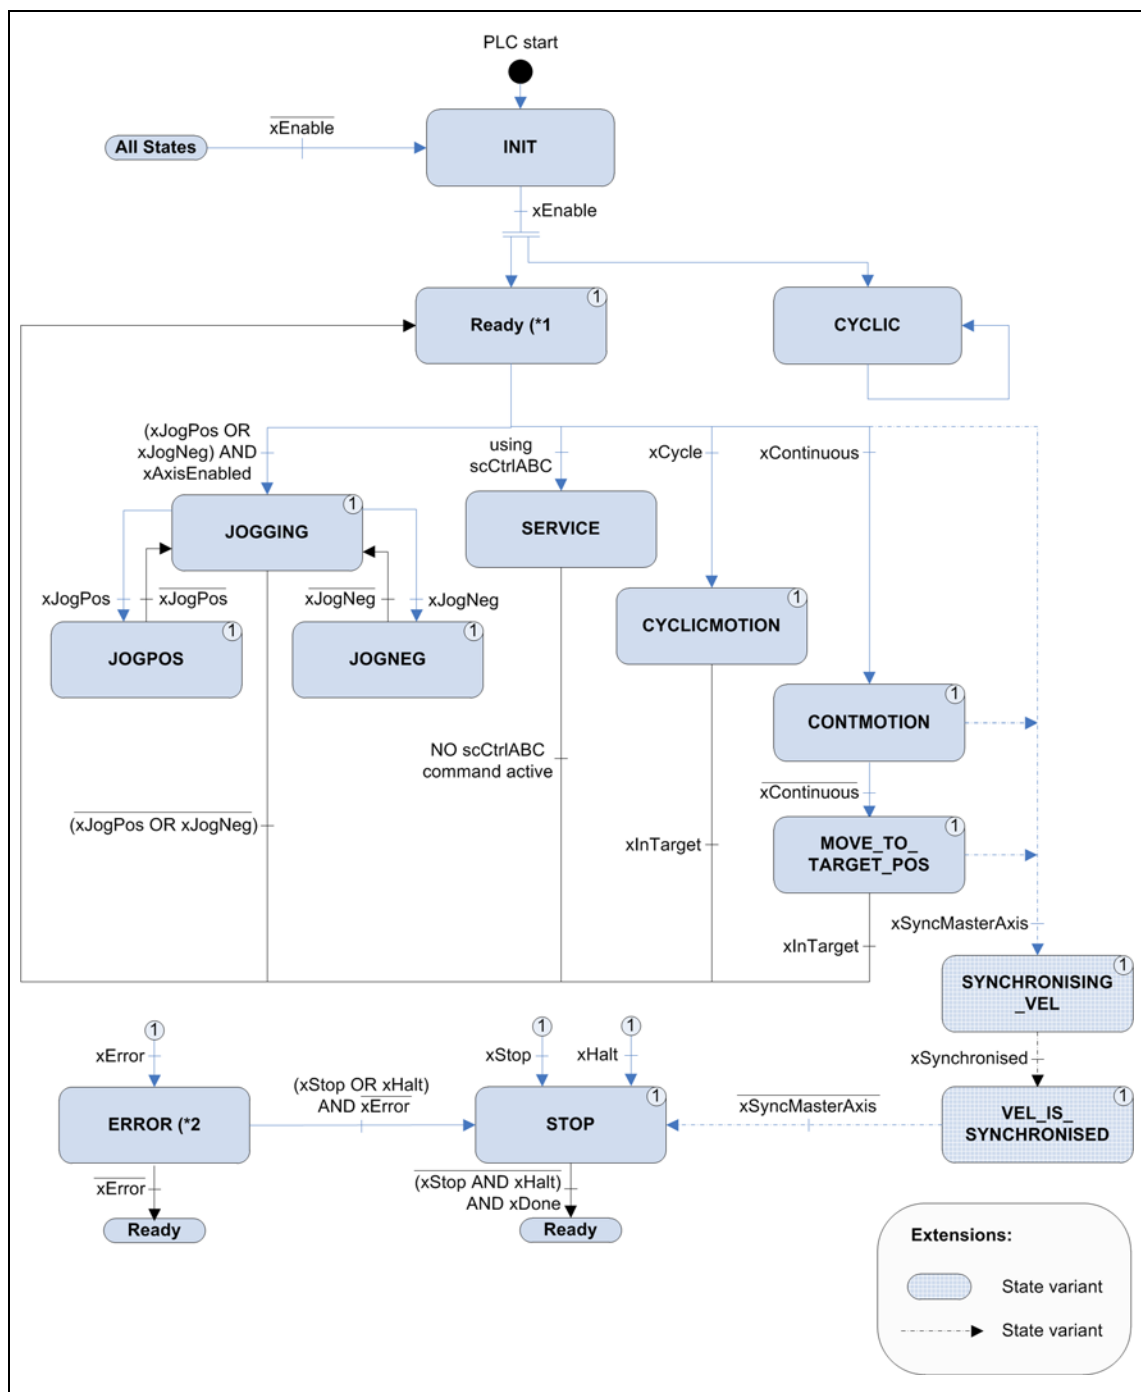 PLC start
xEnable
All States
INIT
xEnable
1
Ready (*1
CYCLIC
(xJogPos OR
xJogNeg) AND
xAxisEnabled
using
scCtrlABC
xCycle
xContinuous
1
JOGGING
SERVICE
xJogPos
xJogPos
xJogNeg
xJogNeg
1
JOGPOS
1
JOGNEG
1
CYCLICMOTION
1
CONTMOTION
NO scCtrlABC
command active
xContinuous
(xJogPos OR xJogNeg)
xInTarget
1
MOVE_TO_
TARGET_POS
xSyncMasterAxis
xInTarget
1
SYNCHRONISING
_VEL
1
xError
1
xStop
1
xHalt
xSynchronised
(xStop OR xHalt)
AND xError
ERROR (*2
1
STOP
xSyncMasterAxis
1
VEL_IS_
SYNCHRONISED
xError
Ready
(xStop AND xHalt)
AND xDone
Ready
Extensions:
State variant
State variant